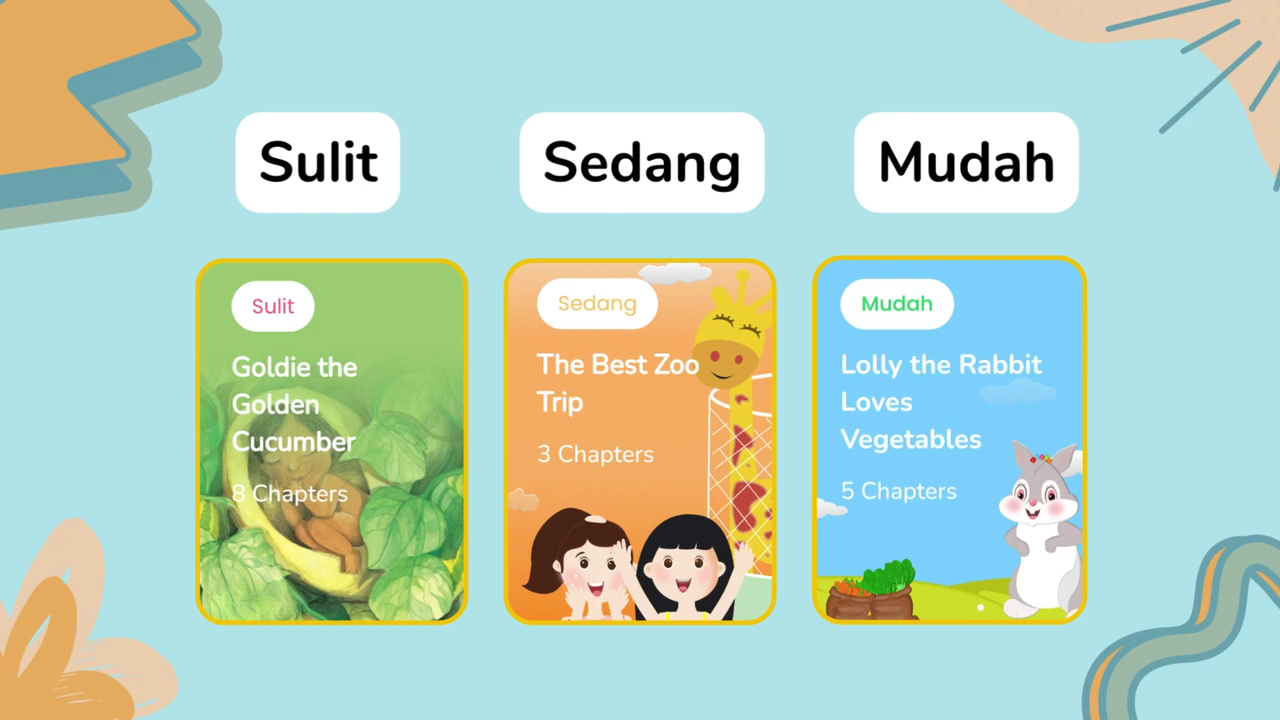 Sulit
Sedang
Mudah
Sulit
Goldie the
Golden
Cucumber
8 Chapters
Sedang
The Best Zoo
Trip
3 Chapters
Mudah
Lolly the Rabbit
Loves
Vegetables
5 Chapters